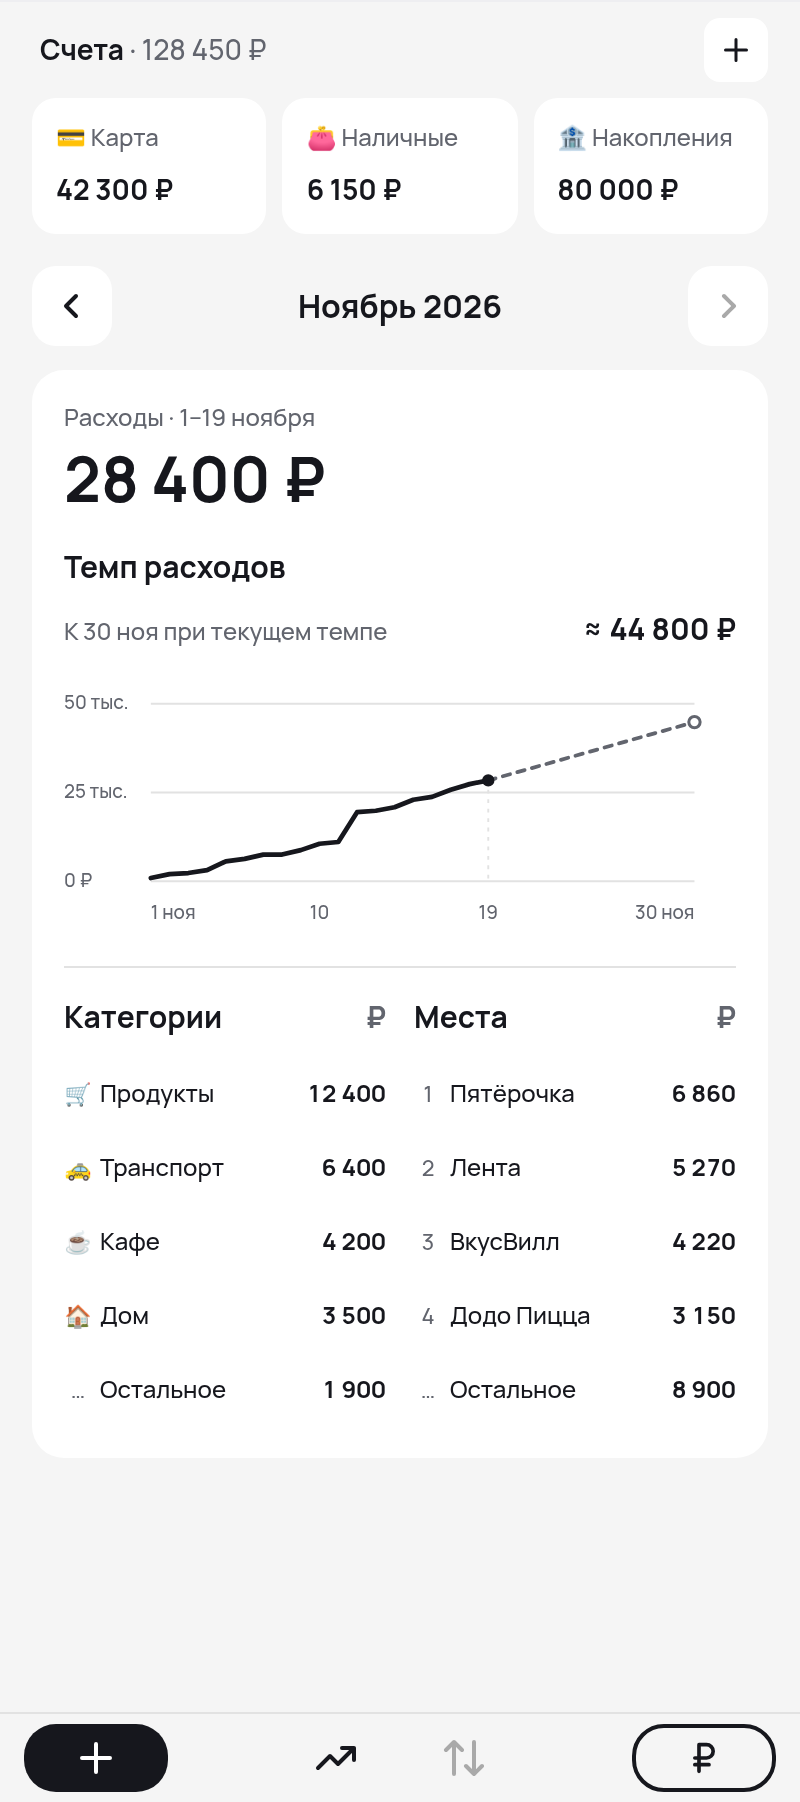 Счета · 128 450 ₽
💳 Карта
42 300 ₽
👛 Наличные
6 150 ₽
🏦 Накопления
80 000 ₽
Ноябрь 2026
Расходы · 1–19 ноября
28 400 ₽
Темп расходов
К 30 ноя при текущем темпе ≈ 44 800 ₽
50 тыс.
25 тыс.
0 ₽
1 ноя 10 19 30 ноя
Категории ₽
🛒 Продукты 12 400
🚕 Транспорт 6 400
☕ Кафе 4 200
🏠 Дом 3 500
... Остальное 1 900
Места ₽
1 Пятёрочка 6 860
2 Лента 5 270
3 ВкусВилл 4 220
4 Додо Пицца 3 150
... Остальное 8 900
₽